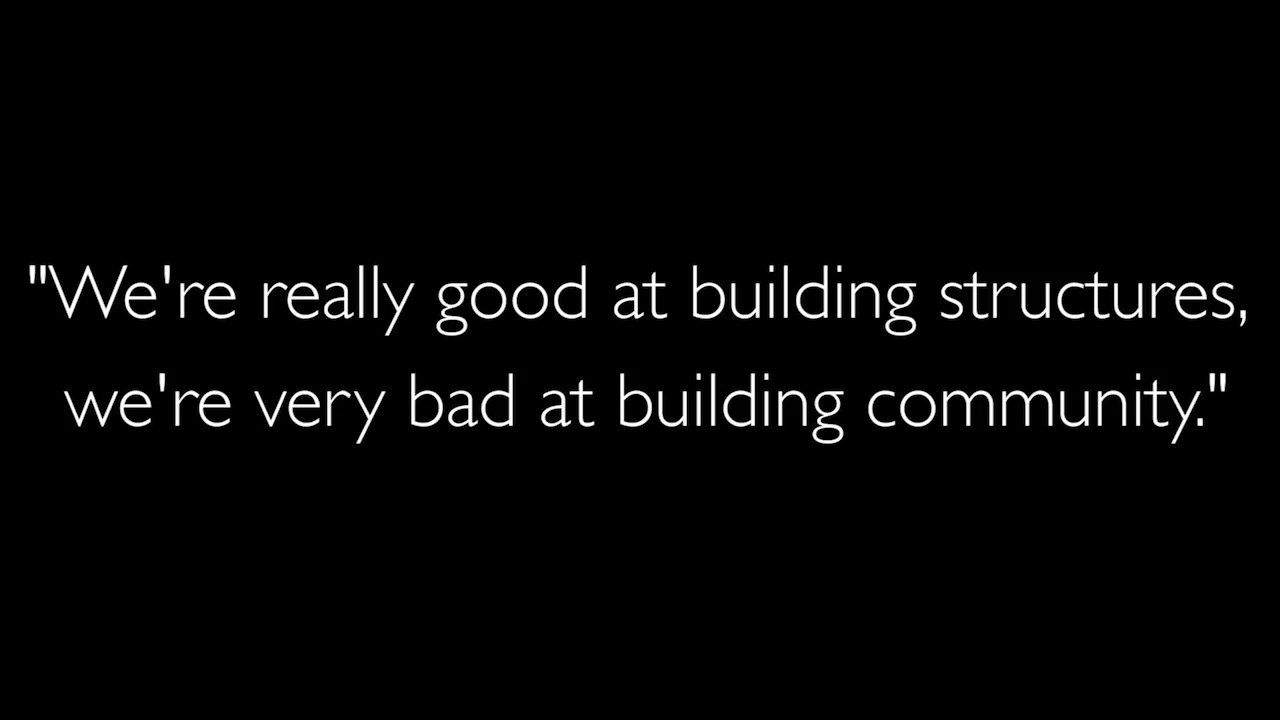 "We're really good at building structures,
we're very bad at building community."